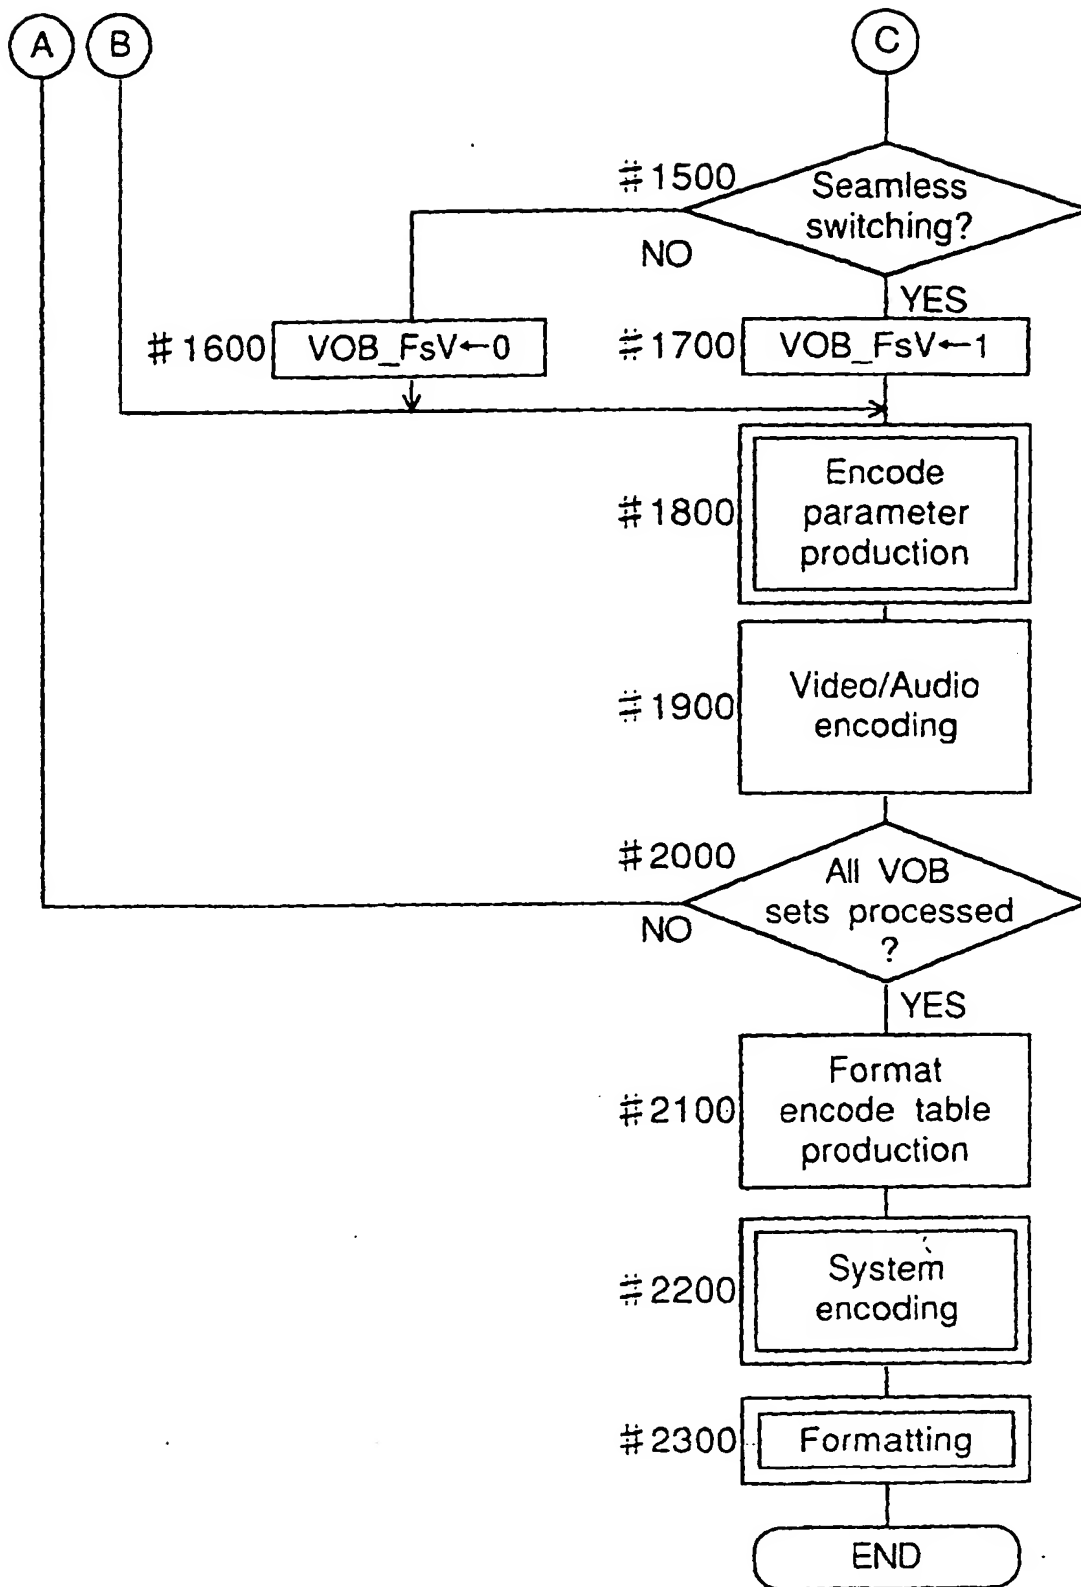 A B C
#1500
Seamless
switching?
NO
YES
#1600 VOB_FsV←0
#1700 VOB_FsV←1
#1800
Encode
parameter
production
#1900
Video/Audio
encoding
#2000
All VOB
sets processed
?
NO
YES
#2100
Format
encode table
production
#2200
System
encoding
#2300 Formatting
END